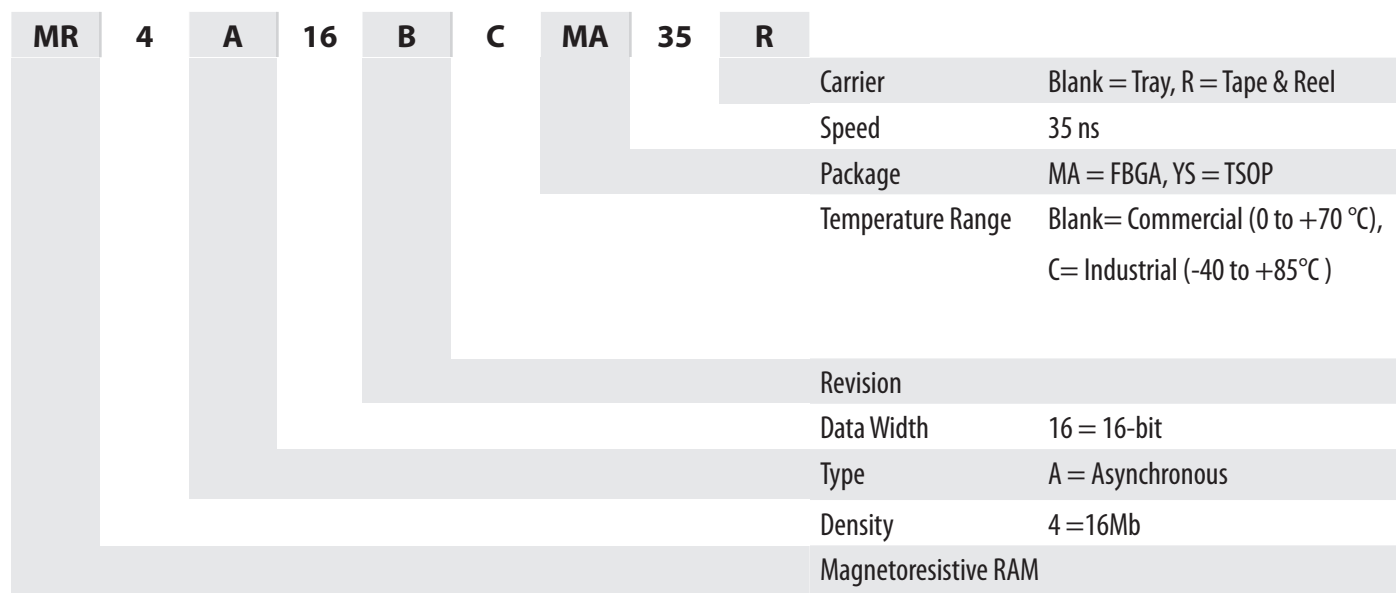 MR 4 A 16 B C MA 35 R
Carrier Blank = Tray, R = Tape & Reel
Speed 35 ns
Package MA = FBGA, YS = TSOP
Temperature Range Blank= Commercial (0 to +70 °C),
C= Industrial (-40 to +85°C )
Revision
Data Width 16 = 16-bit
Type A = Asynchronous
Density 4 =16Mb
Magnetoresistive RAM